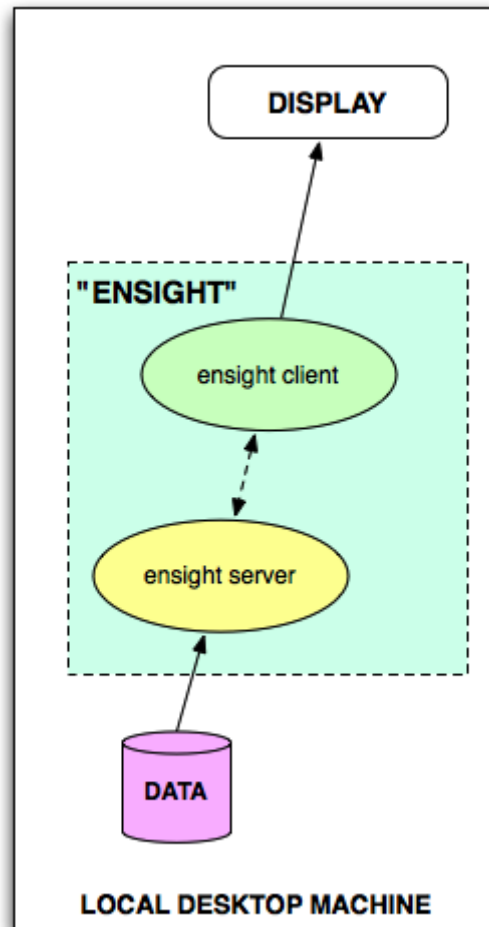 DISPLAY
"ENSIGHT"
ensight client
ensight server
DATA
LOCAL DESKTOP MACHINE